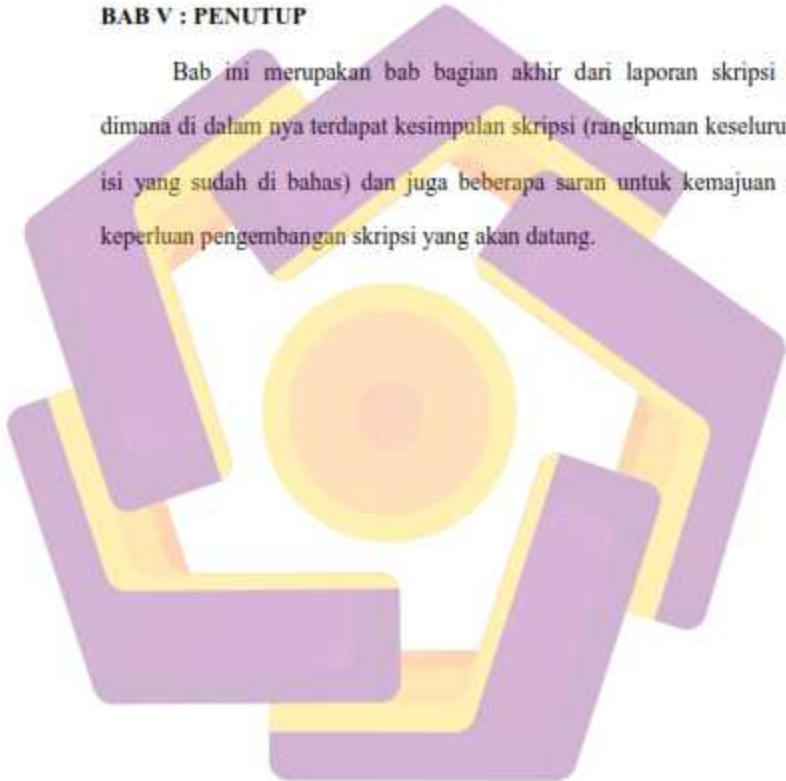 BAB V : PENUTUP
Bab ini merupakan bab bagian akhir dari laporan skripsi
dimana di dalam nya terdapat kesimpulan skripsi (rangkuman keseluru
isi yang sudah di bahas) dan juga beberapa saran untuk kemajuan
keperluan pengembangan skripsi yang akan datang.